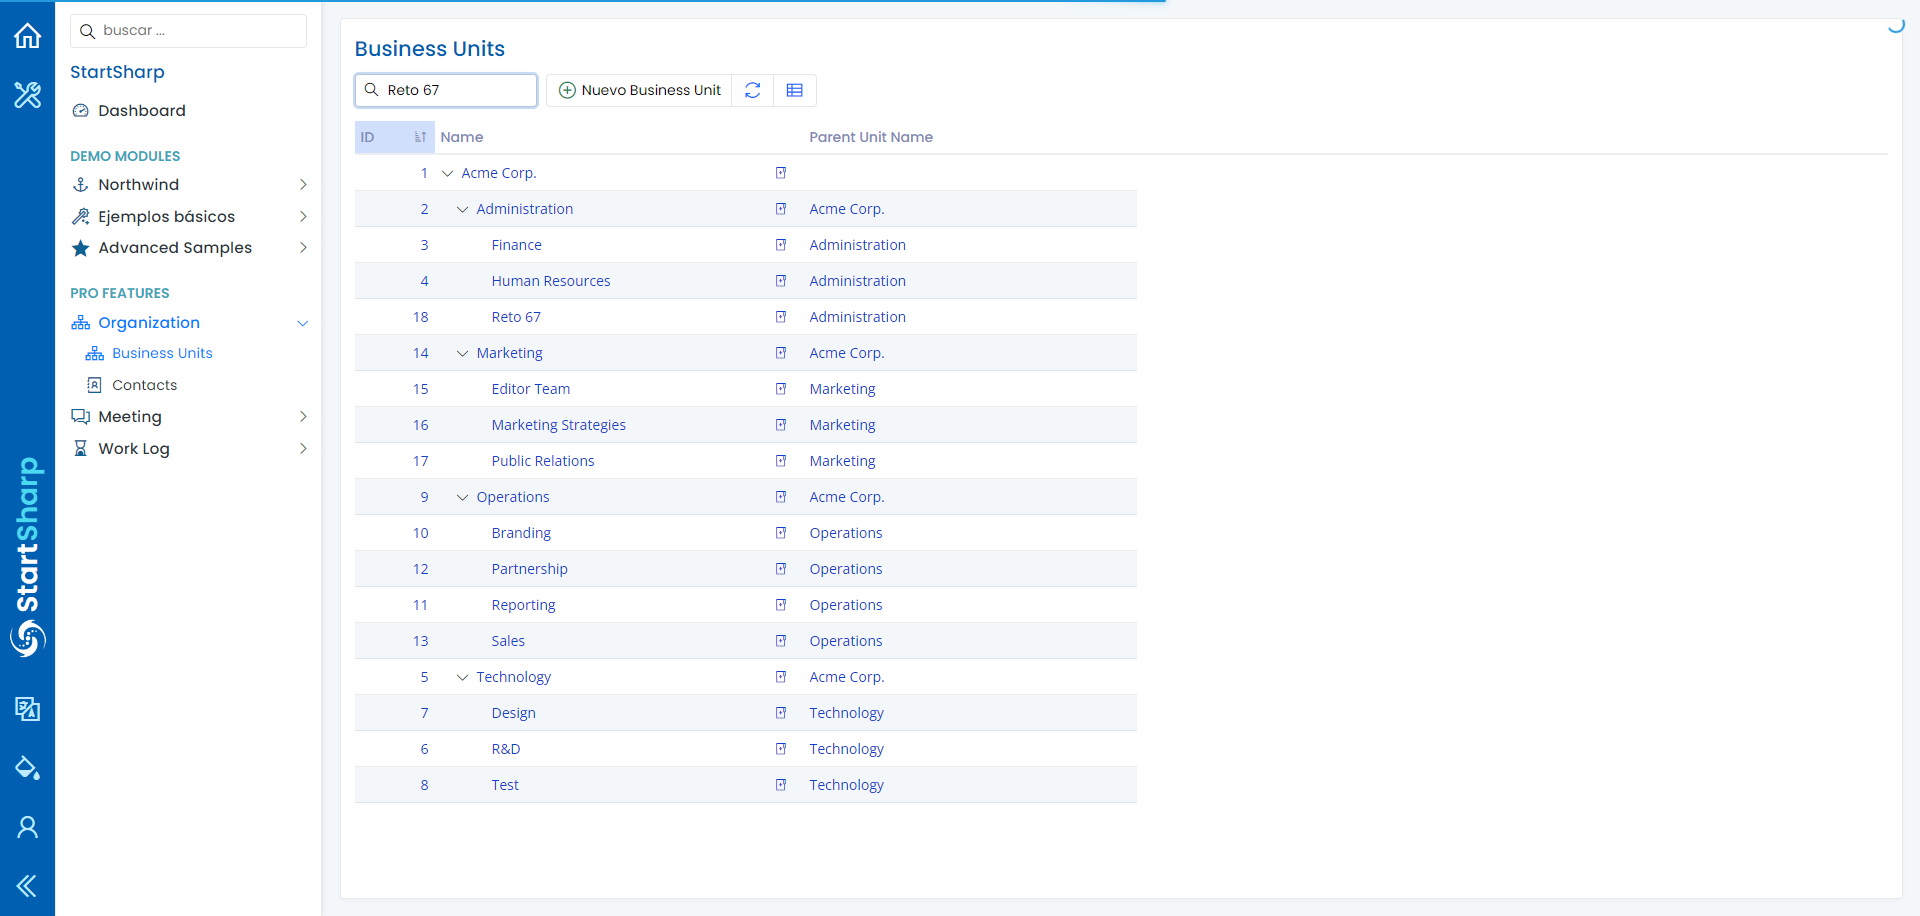 buscar ...
StartSharp
Dashboard
DEMO MODULES
Northwind
Ejemplos básicos
Advanced Samples
PRO FEATURES
Organization
Business Units
Contacts
Meeting
Work Log
StartSharp
Business Units
Reto 67
Nuevo Business Unit
ID Name Parent Unit Name
1 Acme Corp.
2 Administration Acme Corp.
3 Finance Administration
4 Human Resources Administration
18 Reto 67 Administration
14 Marketing Acme Corp.
15 Editor Team Marketing
16 Marketing Strategies Marketing
17 Public Relations Marketing
9 Operations Acme Corp.
10 Branding Operations
12 Partnership Operations
11 Reporting Operations
13 Sales Operations
5 Technology Acme Corp.
7 Design Technology
6 R&D Technology
8 Test Technology